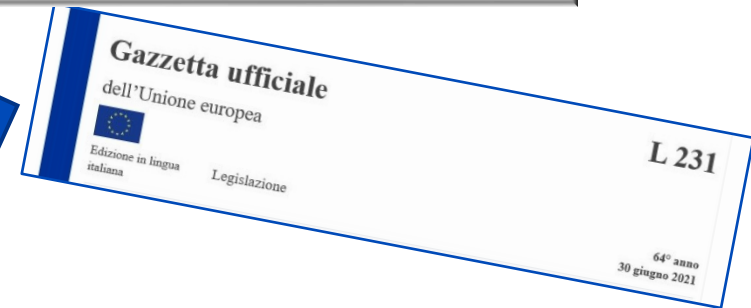 Gazzetta ufficiale
dell'Unione europea
L 231
Edizione in lingua
italiana
Legislazione
64° anno
30 giugno 2021